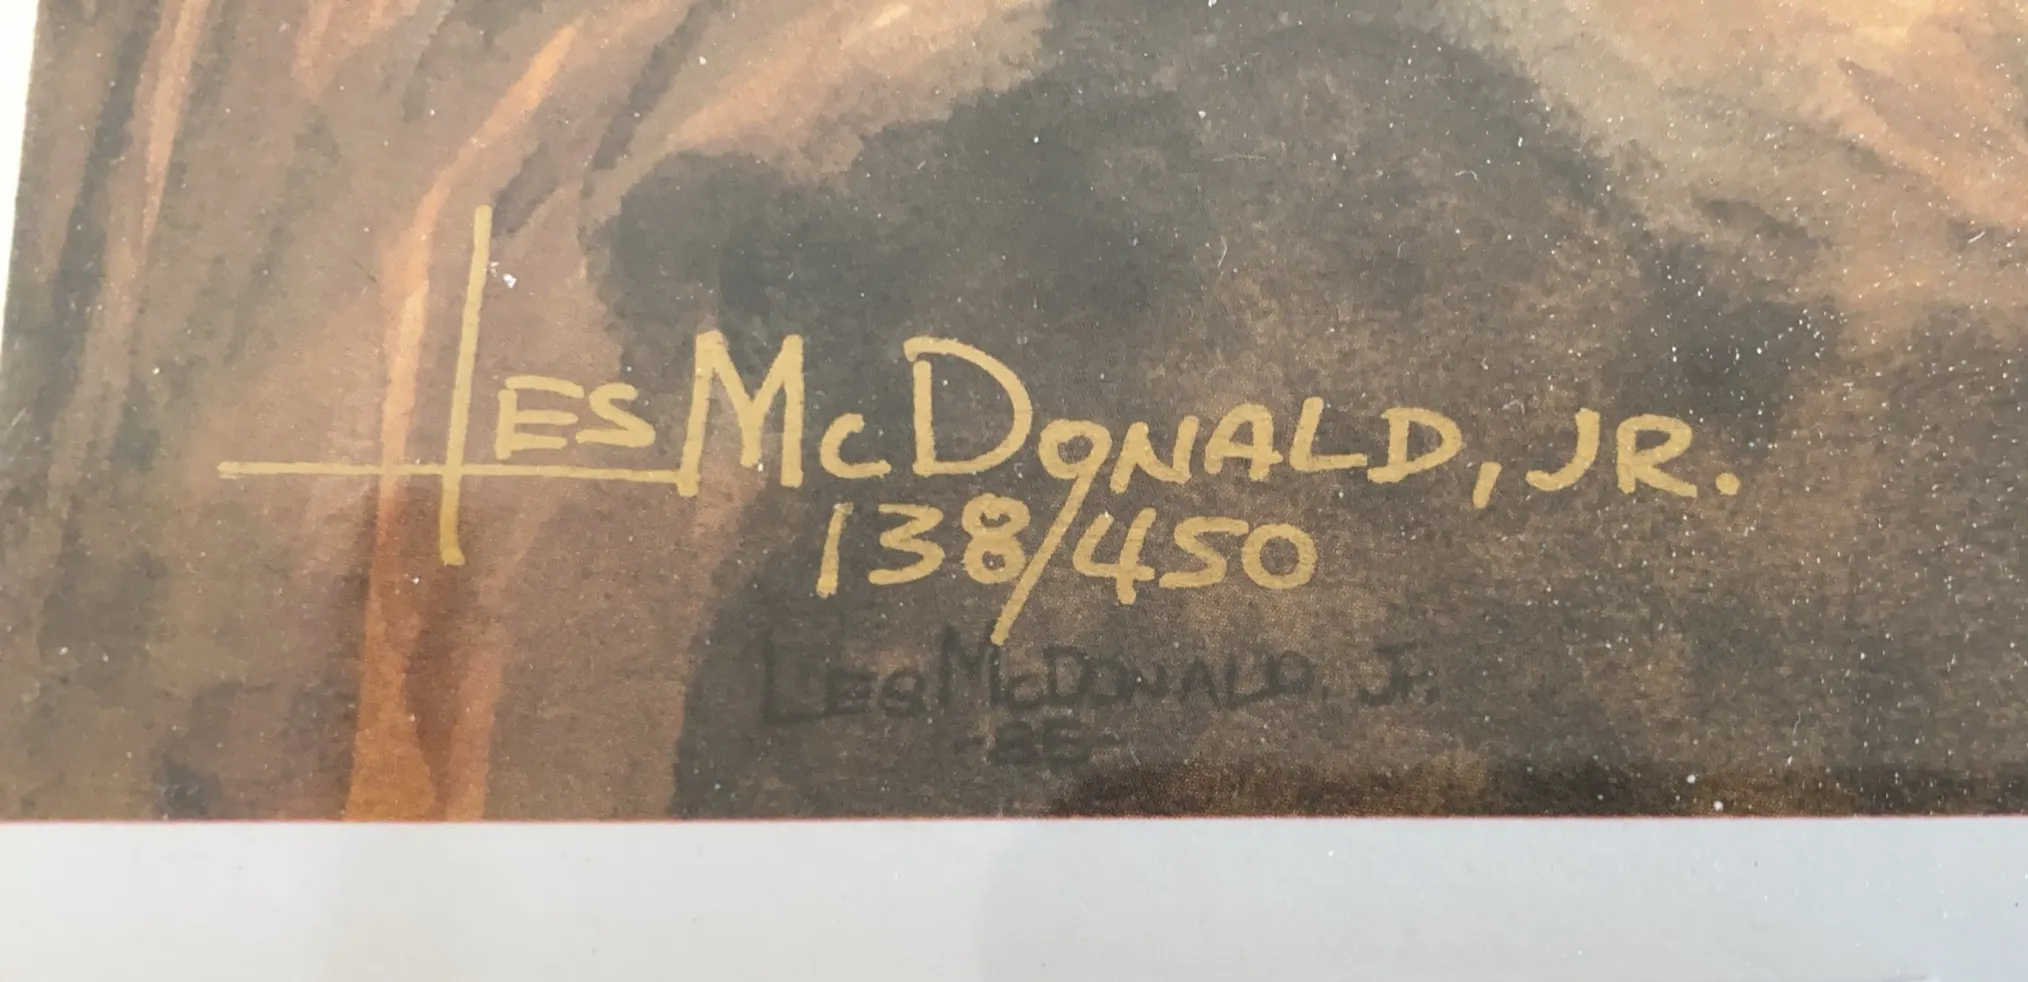 Les McDonald, Jr.
138/450
Les McDonald, Jr.